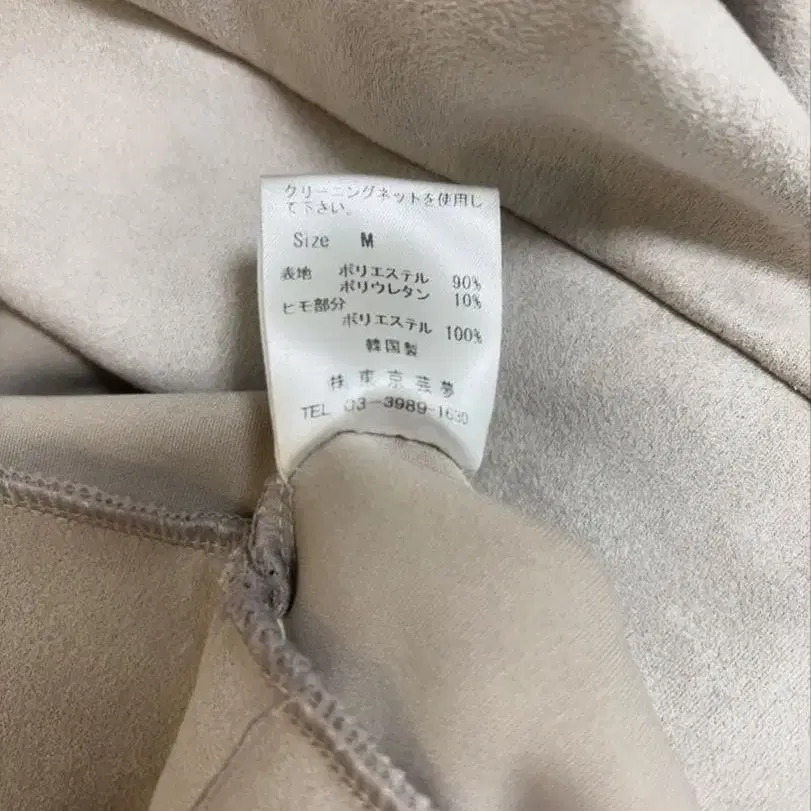 クリーニングネットを使用し
て下さい。
Size M
表地 ポリエステル 90%
ポリウレタン 10%
ヒモ部分
ポリエステル 100%
韓国製
㈱東京芸夢
TEL 03-3989-1630